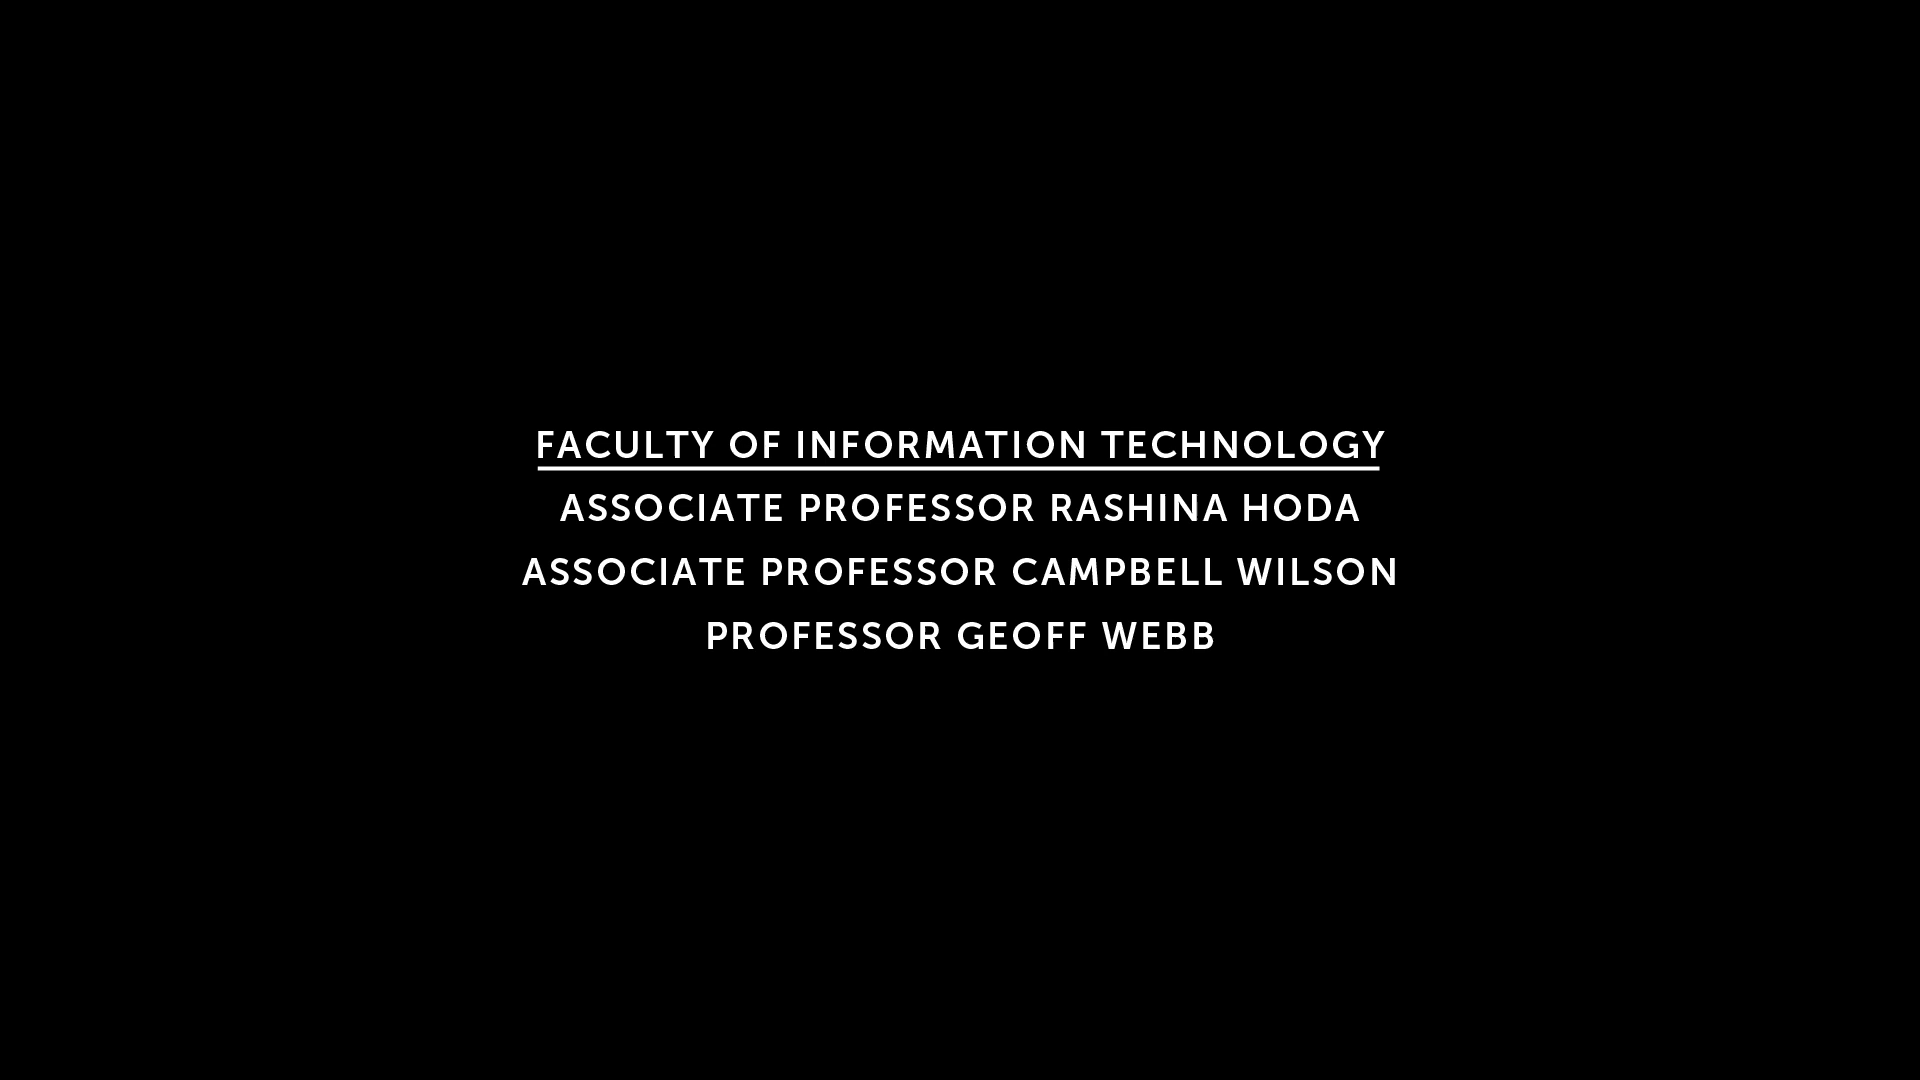 FACULTY OF INFORMATION TECHNOLOGY
ASSOCIATE PROFESSOR RASHINA HODA
ASSOCIATE PROFESSOR CAMPBELL WILSON
PROFESSOR GEOFF WEBB